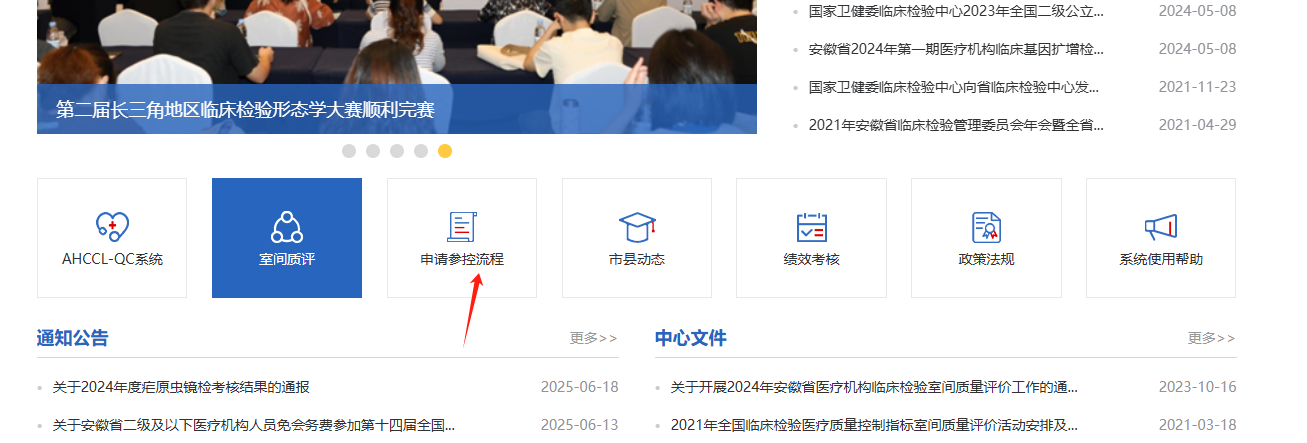 国家卫健委临床检验中心2023年全国二级公立... 2024-05-08
安徽省2024年第一期医疗机构临床基因扩增检... 2024-05-08
国家卫健委临床检验中心向省临床检验中心发... 2021-11-23
2021年安徽省临床检验管理委员会年会暨全省... 2021-04-29
第二届长三角地区临床检验形态学大赛顺利完赛
AHCCL-QC系统 室间质评 申请参控流程 市县动态 绩效考核 政策法规 系统使用帮助
通知公告 更多>>
关于2024年度疟原虫镜检考核结果的通报 2025-06-18
关于安徽省二级及以下医疗机构人员免会务费参加第十四届全国... 2025-06-13
中心文件 更多>>
关于开展2024年安徽省医疗机构临床检验室间质量评价工作的通... 2023-10-16
2021年全国临床检验医疗质量控制指标室间质量评价活动安排及... 2021-03-18